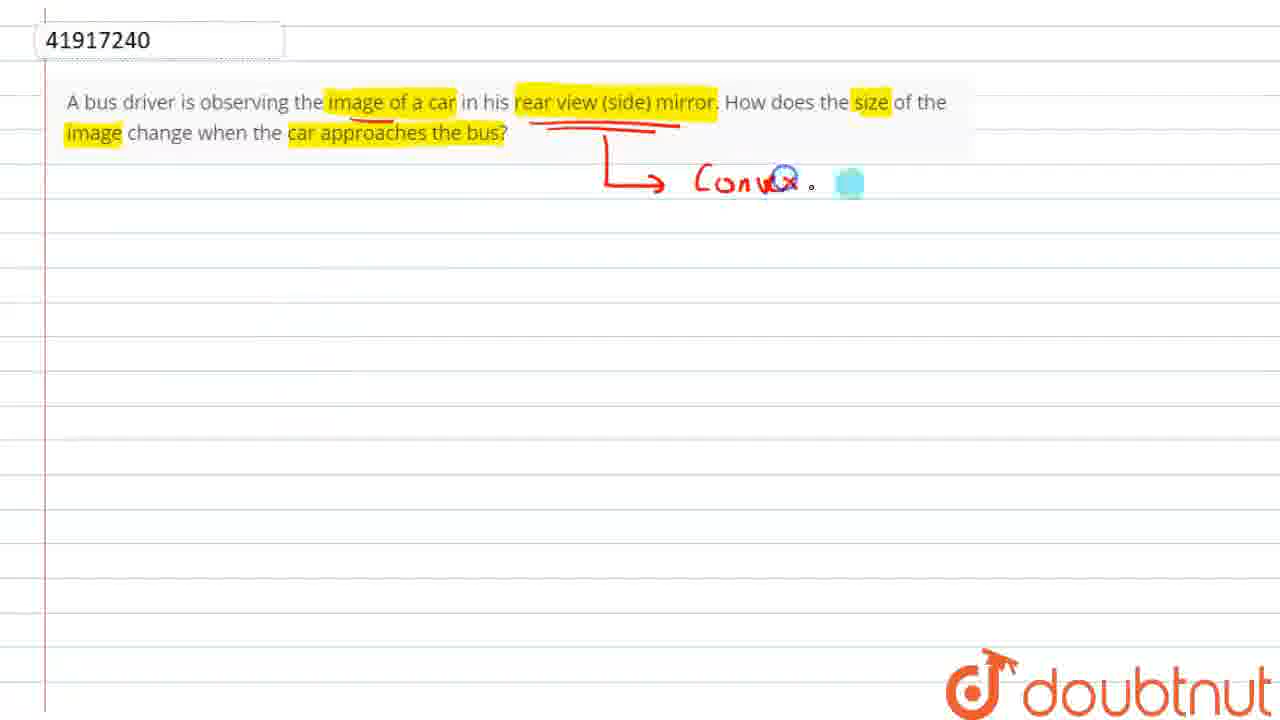 41917240
A bus driver is observing the image of a car in his rear view (side) mirror. How does the size of the
image change when the car approaches the bus?
Convex.
doubtnut